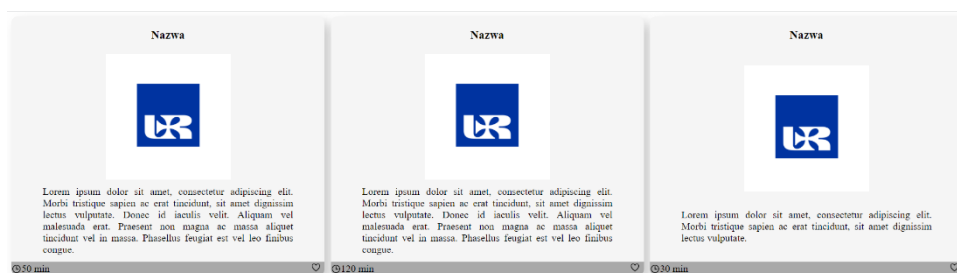 Nazwa
UR
Lorem ipsum dolor sit amet, consectetur adipiscing elit.
Morbi tristique sapien ac erat tincidunt, sit amet dignissim
lectus vulputate. Donec id iaculis velit. Aliquam vel
malesuada erat. Praesent non magna ac massa aliquet
tincidunt vel in massa. Phasellus feugiat est vel leo finibus
congue.
50 min
Nazwa
UR
Lorem ipsum dolor sit amet, consectetur adipiscing elit.
Morbi tristique sapien ac erat tincidunt, sit amet dignissim
lectus vulputate. Donec id iaculis velit. Aliquam vel
malesuada erat. Praesent non magna ac massa aliquet
tincidunt vel in massa. Phasellus feugiat est vel leo finibus
congue.
120 min
Nazwa
UR
Lorem ipsum dolor sit amet, consectetur adipiscing elit.
Morbi tristique sapien ac erat tincidunt, sit amet dignissim
lectus vulputate.
30 min